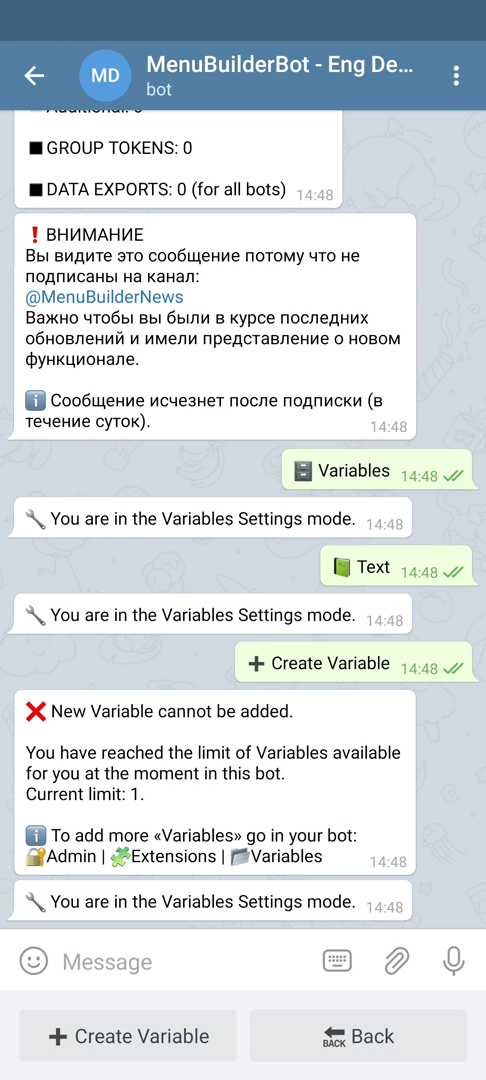 MD
MenuBuilderBot - Eng De...
bot
Additional: 0
GROUP TOKENS: 0
DATA EXPORTS: 0 (for all bots) 14:48
❗ ВНИМАНИЕ
Вы видите это сообщение потому что не
подписаны на канал:
@MenuBuilderNews
Важно чтобы вы были в курсе последних
обновлений и имели представление о новом
функционале.
ℹ️ Сообщение исчезнет после подписки (в
течение суток). 14:48
Variables 14:48
You are in the Variables Settings mode. 14:48
Text 14:48
You are in the Variables Settings mode. 14:48
➕ Create Variable 14:48
❌ New Variable cannot be added.
You have reached the limit of Variables available
for you at the moment in this bot.
Current limit: 1.
ℹ️ To add more «Variables» go in your bot:
🔐Admin | 🧩Extensions | 📂Variables 14:48
You are in the Variables Settings mode. 14:48
Message
➕ Create Variable
BACK Back